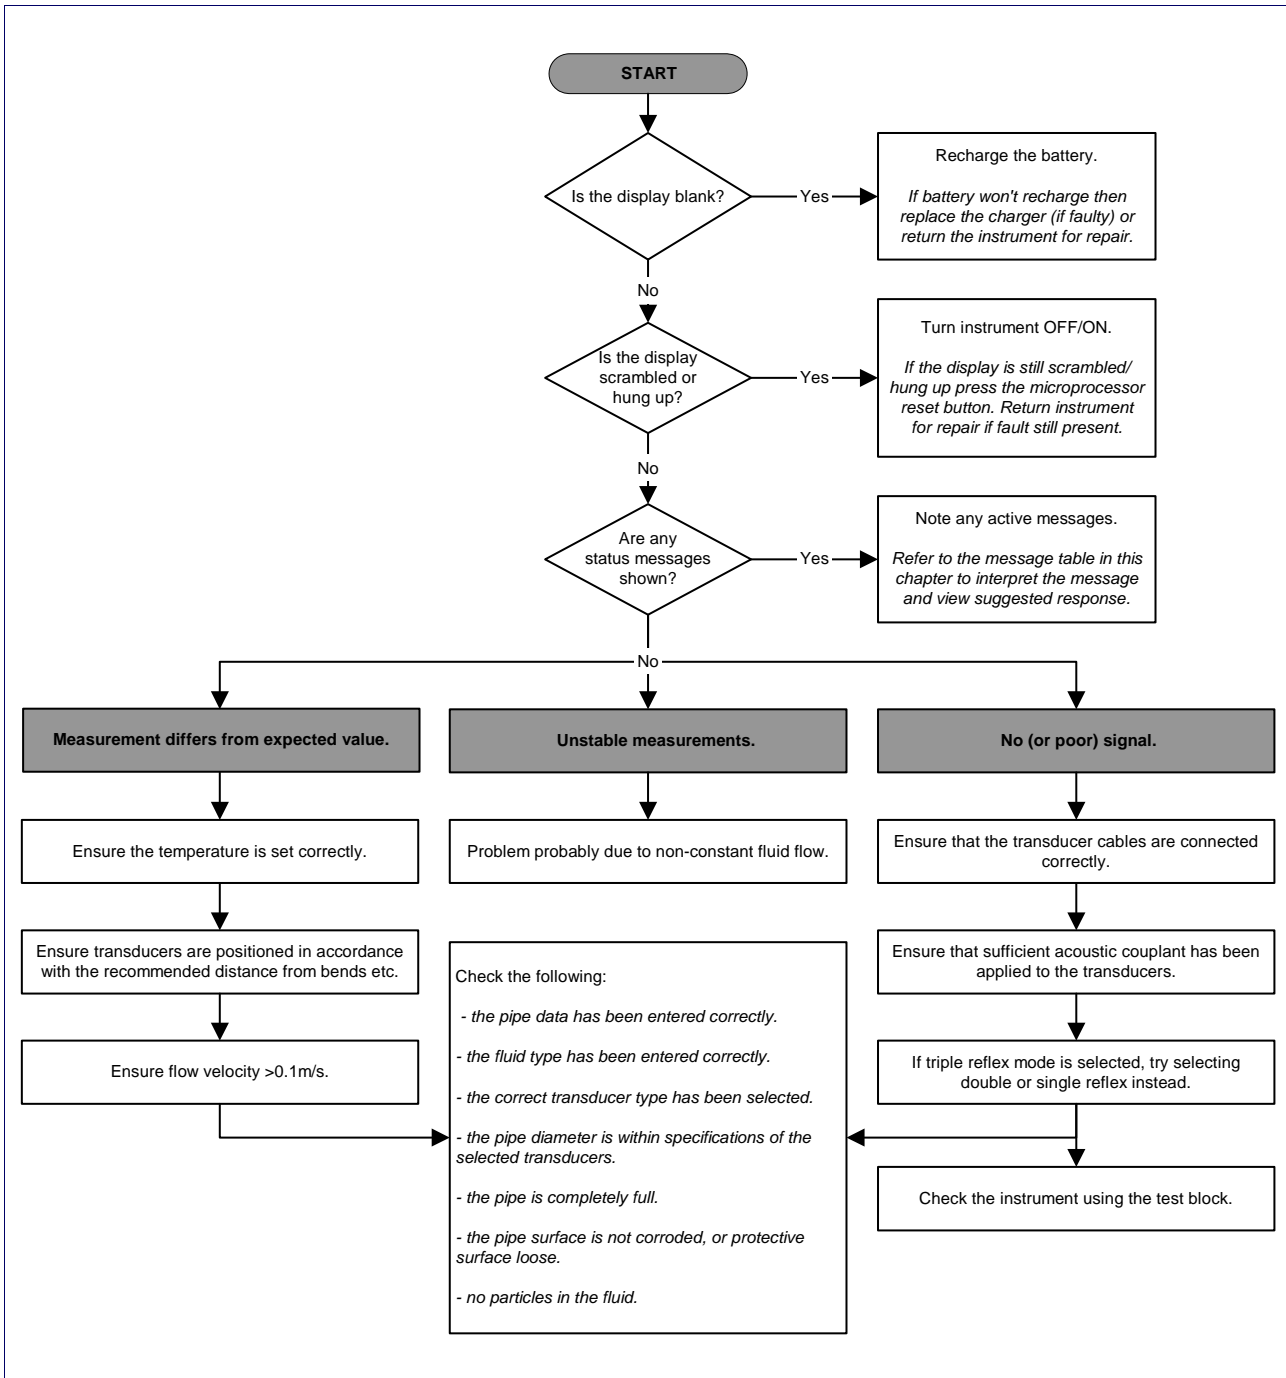 START
Is the display blank?
Yes
Recharge the battery.
If battery won't recharge then
replace the charger (if faulty) or
return the instrument for repair.
No
Is the display
scrambled or
hung up?
Yes
Turn instrument OFF/ON.
If the display is still scrambled/
hung up press the microprocessor
reset button. Return instrument
for repair if fault still present.
No
Are any
status messages
shown?
Yes
Note any active messages.
Refer to the message table in this
chapter to interpret the message
and view suggested response.
No
Measurement differs from expected value.
Ensure the temperature is set correctly.
Ensure transducers are positioned in accordance
with the recommended distance from bends etc.
Ensure flow velocity >0.1m/s.
Unstable measurements.
Problem probably due to non-constant fluid flow.
Check the following:
- the pipe data has been entered correctly.
- the fluid type has been entered correctly.
- the correct transducer type has been selected.
- the pipe diameter is within specifications of the
selected transducers.
- the pipe is completely full.
- the pipe surface is not corroded, or protective
surface loose.
- no particles in the fluid.
No (or poor) signal.
Ensure that the transducer cables are connected
correctly.
Ensure that sufficient acoustic couplant has been
applied to the transducers.
If triple reflex mode is selected, try selecting
double or single reflex instead.
Check the instrument using the test block.